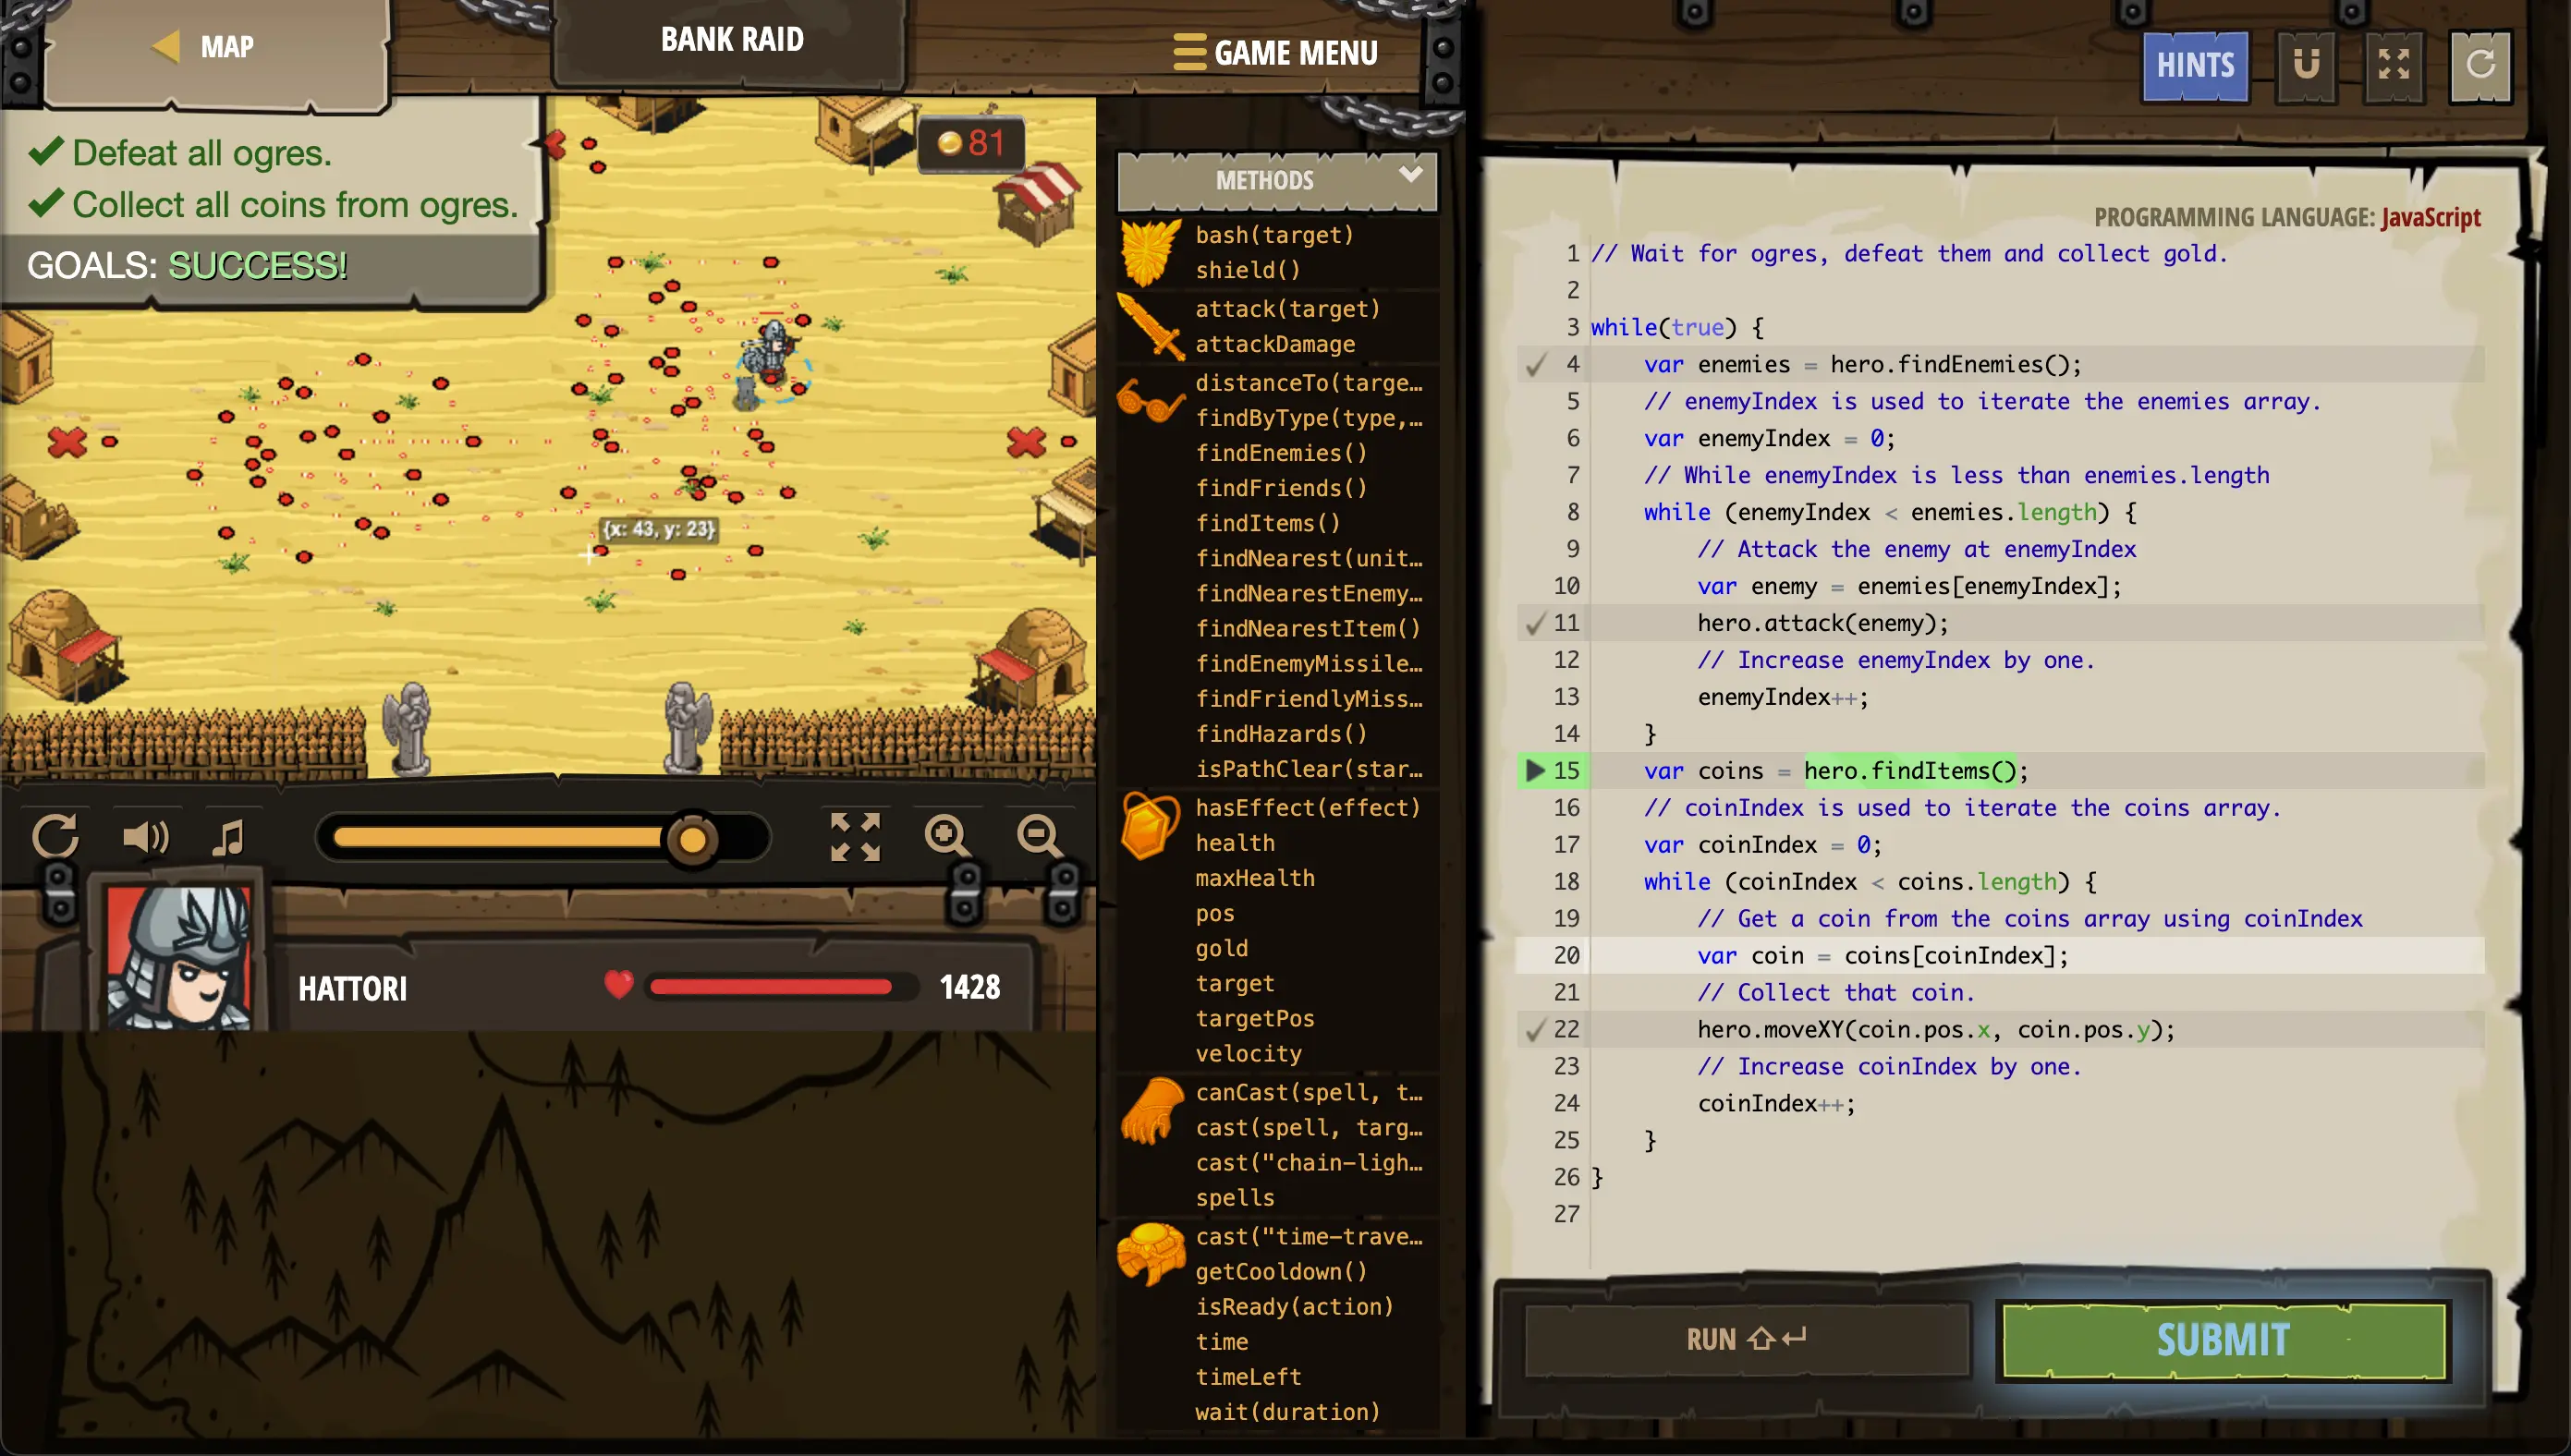 MAP
BANK RAID
GAME MENU
HINTS
Defeat all ogres.
Collect all coins from ogres.
GOALS: SUCCESS!
81
{x: 43, y: 23}
HATTORI
1428
METHODS
bash(target)
shield()
attack(target)
attackDamage
distanceTo(targe…
findByType(type,…
findEnemies()
findFriends()
findItems()
findNearest(unit…
findNearestEnemy…
findNearestItem()
findEnemyMissile…
findFriendlyMiss…
findHazards()
isPathClear(star…
hasEffect(effect)
health
maxHealth
pos
gold
target
targetPos
velocity
canCast(spell, t…
cast(spell, targ…
cast("chain-ligh…
spells
cast("time-trave…
getCooldown()
isReady(action)
time
timeLeft
wait(duration)
PROGRAMMING LANGUAGE: JavaScript
1 // Wait for ogres, defeat them and collect gold.
2
3 while(true) {
4 var enemies = hero.findEnemies();
5 // enemyIndex is used to iterate the enemies array.
6 var enemyIndex = 0;
7 // While enemyIndex is less than enemies.length
8 while (enemyIndex < enemies.length) {
9 // Attack the enemy at enemyIndex
10 var enemy = enemies[enemyIndex];
11 hero.attack(enemy);
12 // Increase enemyIndex by one.
13 enemyIndex++;
14 }
15 var coins = hero.findItems();
16 // coinIndex is used to iterate the coins array.
17 var coinIndex = 0;
18 while (coinIndex < coins.length) {
19 // Get a coin from the coins array using coinIndex
20 var coin = coins[coinIndex];
21 // Collect that coin.
22 hero.moveXY(coin.pos.x, coin.pos.y);
23 // Increase coinIndex by one.
24 coinIndex++;
25 }
26 }
27
RUN ⇧↵
SUBMIT